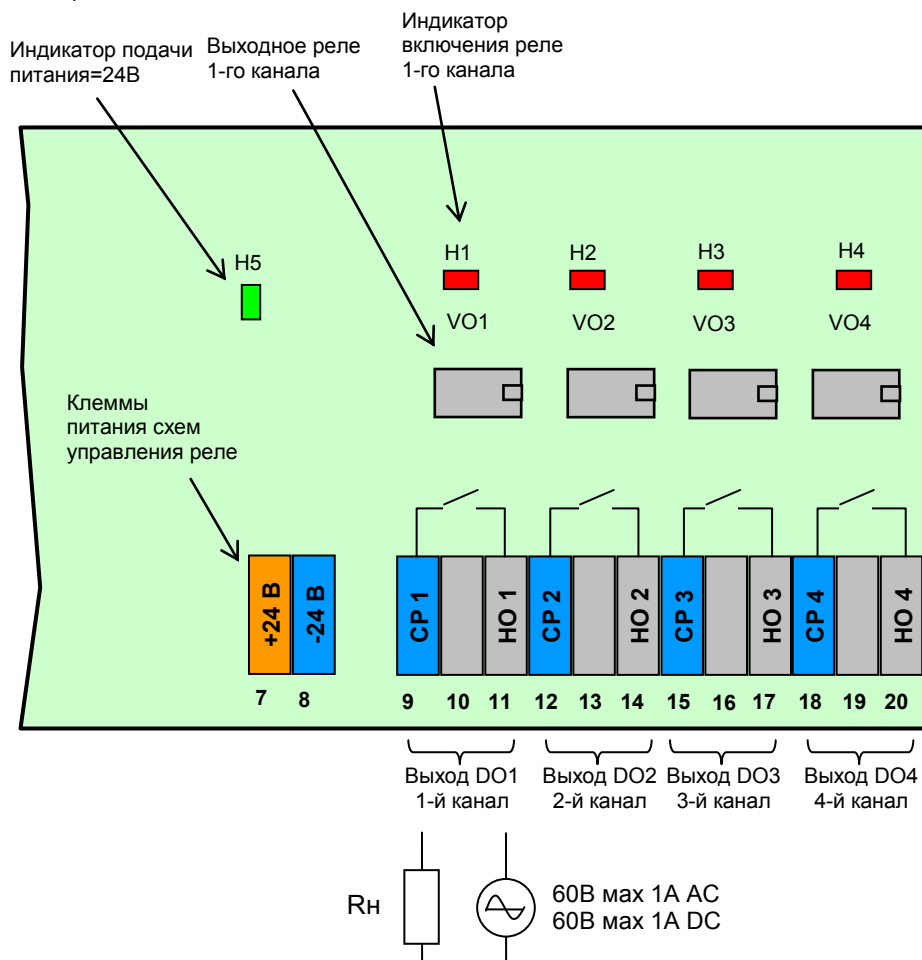 Индикатор подачи
питания=24В
Выходное реле
1-го канала
Индикатор
включения реле
1-го канала
H5
H1
H2
H3
H4
VO1
VO2
VO3
VO4
Клеммы
питания схем
управления реле
+24 В
-24 В
СР 1
НО 1
СР 2
НО 2
СР 3
НО 3
СР 4
НО 4
7 8 9 10 11 12 13 14 15 16 17 18 19 20
Выход DO1
1-й канал
Выход DO2
2-й канал
Выход DO3
3-й канал
Выход DO4
4-й канал
Rн
60В мах 1А АС
60В мах 1А DC